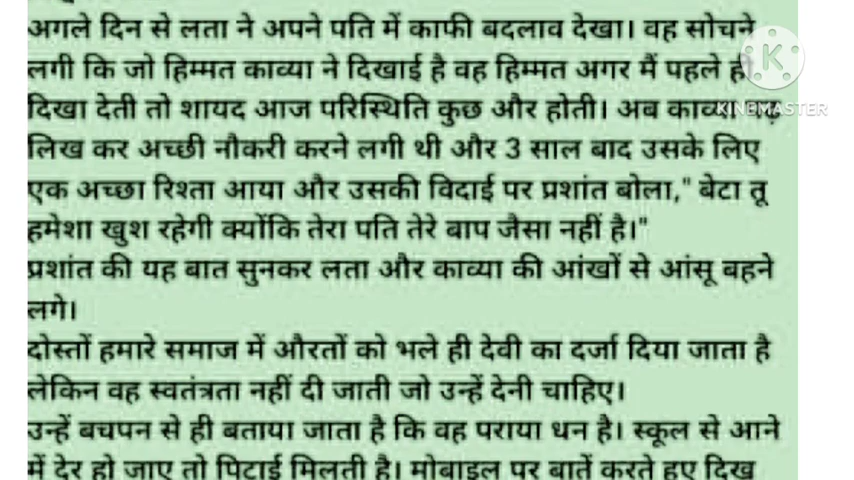 अगले दिन से लता ने अपने पति में काफी बदलाव देखा। वह सोचने
लगी कि जो हिम्मत काव्या ने दिखाई है वह हिम्मत अगर मैं पहले ही
दिखा देती तो शायद आज परिस्थिति कुछ और होती। अब काव्या
KINEMASTER
लिख कर अच्छी नौकरी करने लगी थी और 3 साल बाद उसके लिए
एक अच्छा रिश्ता आया और उसकी विदाई पर प्रशांत बोला," बेटा तू
हमेशा खुश रहेगी क्योंकि तेरा पति तेरे बाप जैसा नहीं है।"
प्रशांत की यह बात सुनकर लता और काव्या की आंखों से आंसू बहने
लगे।
दोस्तों हमारे समाज में औरतों को भले ही देवी का दर्जा दिया जाता है
लेकिन वह स्वतंत्रता नहीं दी जाती जो उन्हें देनी चाहिए।
उन्हें बचपन से ही बताया जाता है कि वह पराया धन है। स्कूल से आने
में देर हो जाए तो पिटाई मिलती है। मोबाइल पर बातें करते हुए दिख